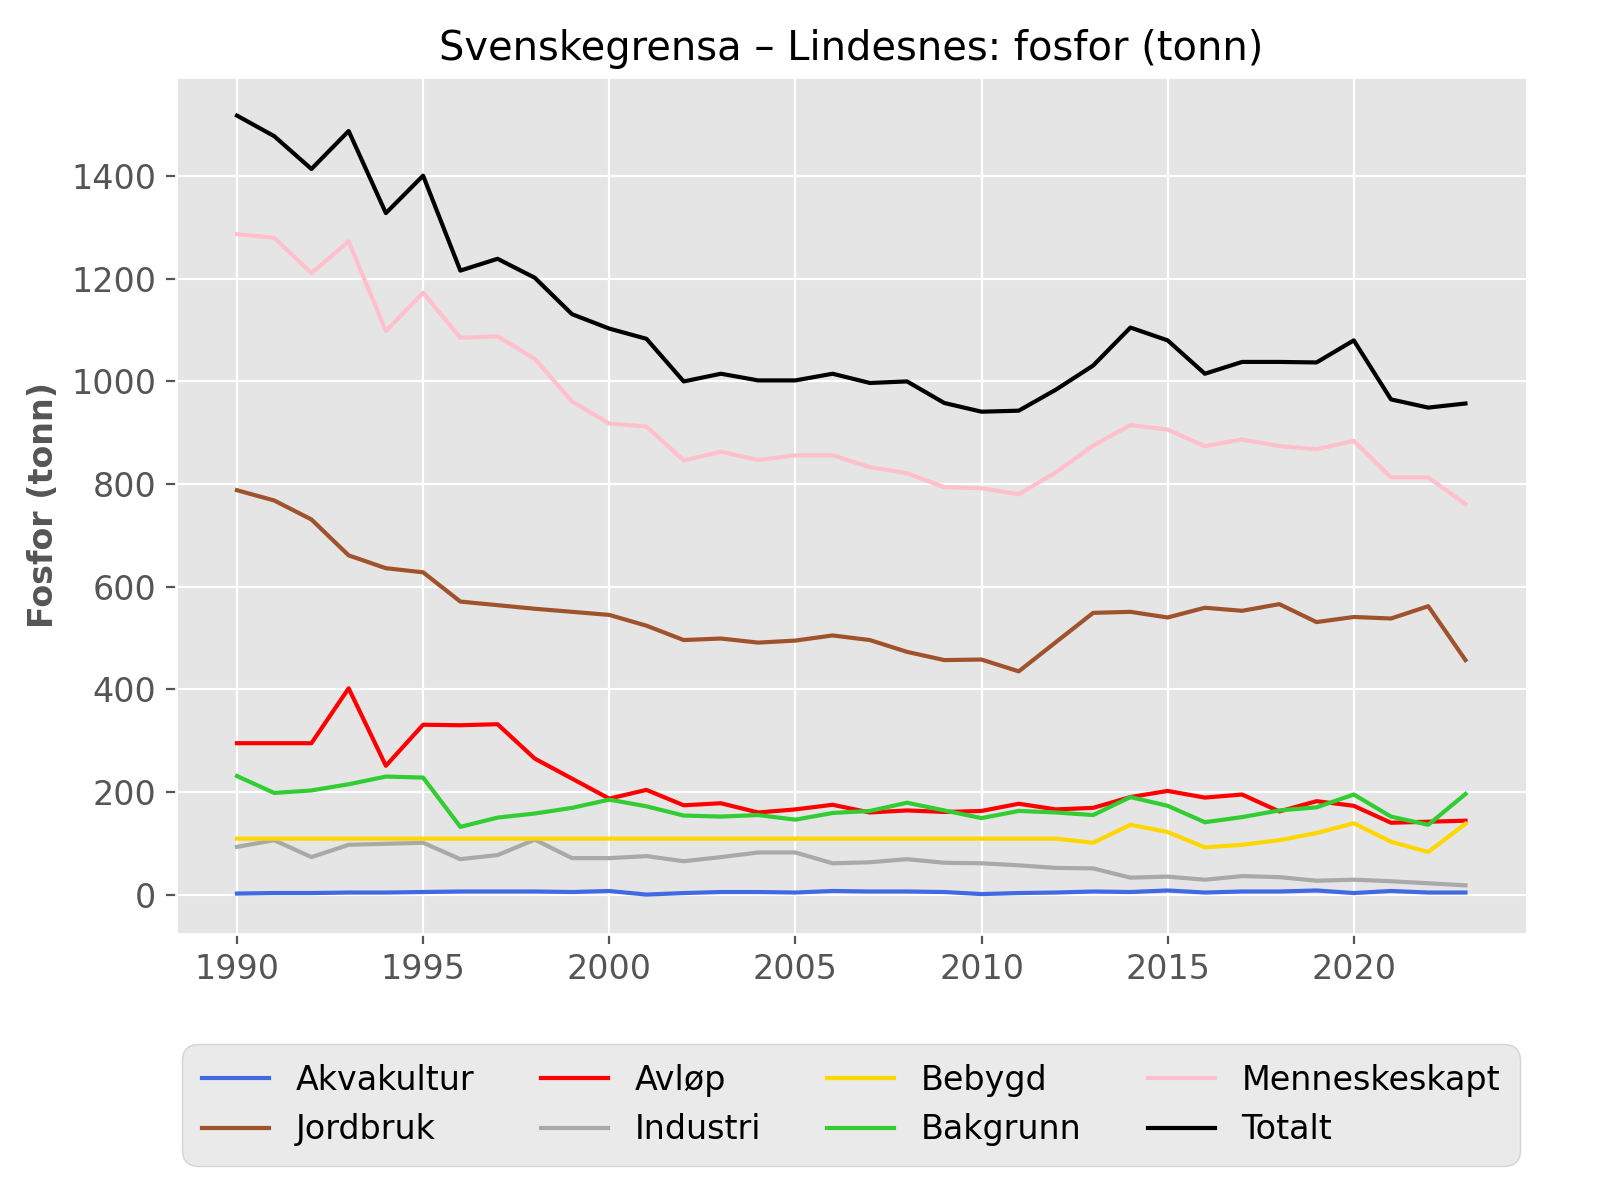 Svenskegrensa – Lindesnes: fosfor (tonn)
Fosfor (tonn)
1400
1200
1000
800
600
400
200
0
1990 1995 2000 2005 2010 2015 2020
Akvakultur Avløp Bebygd Menneskeskapt
Jordbruk Industri Bakgrunn Totalt